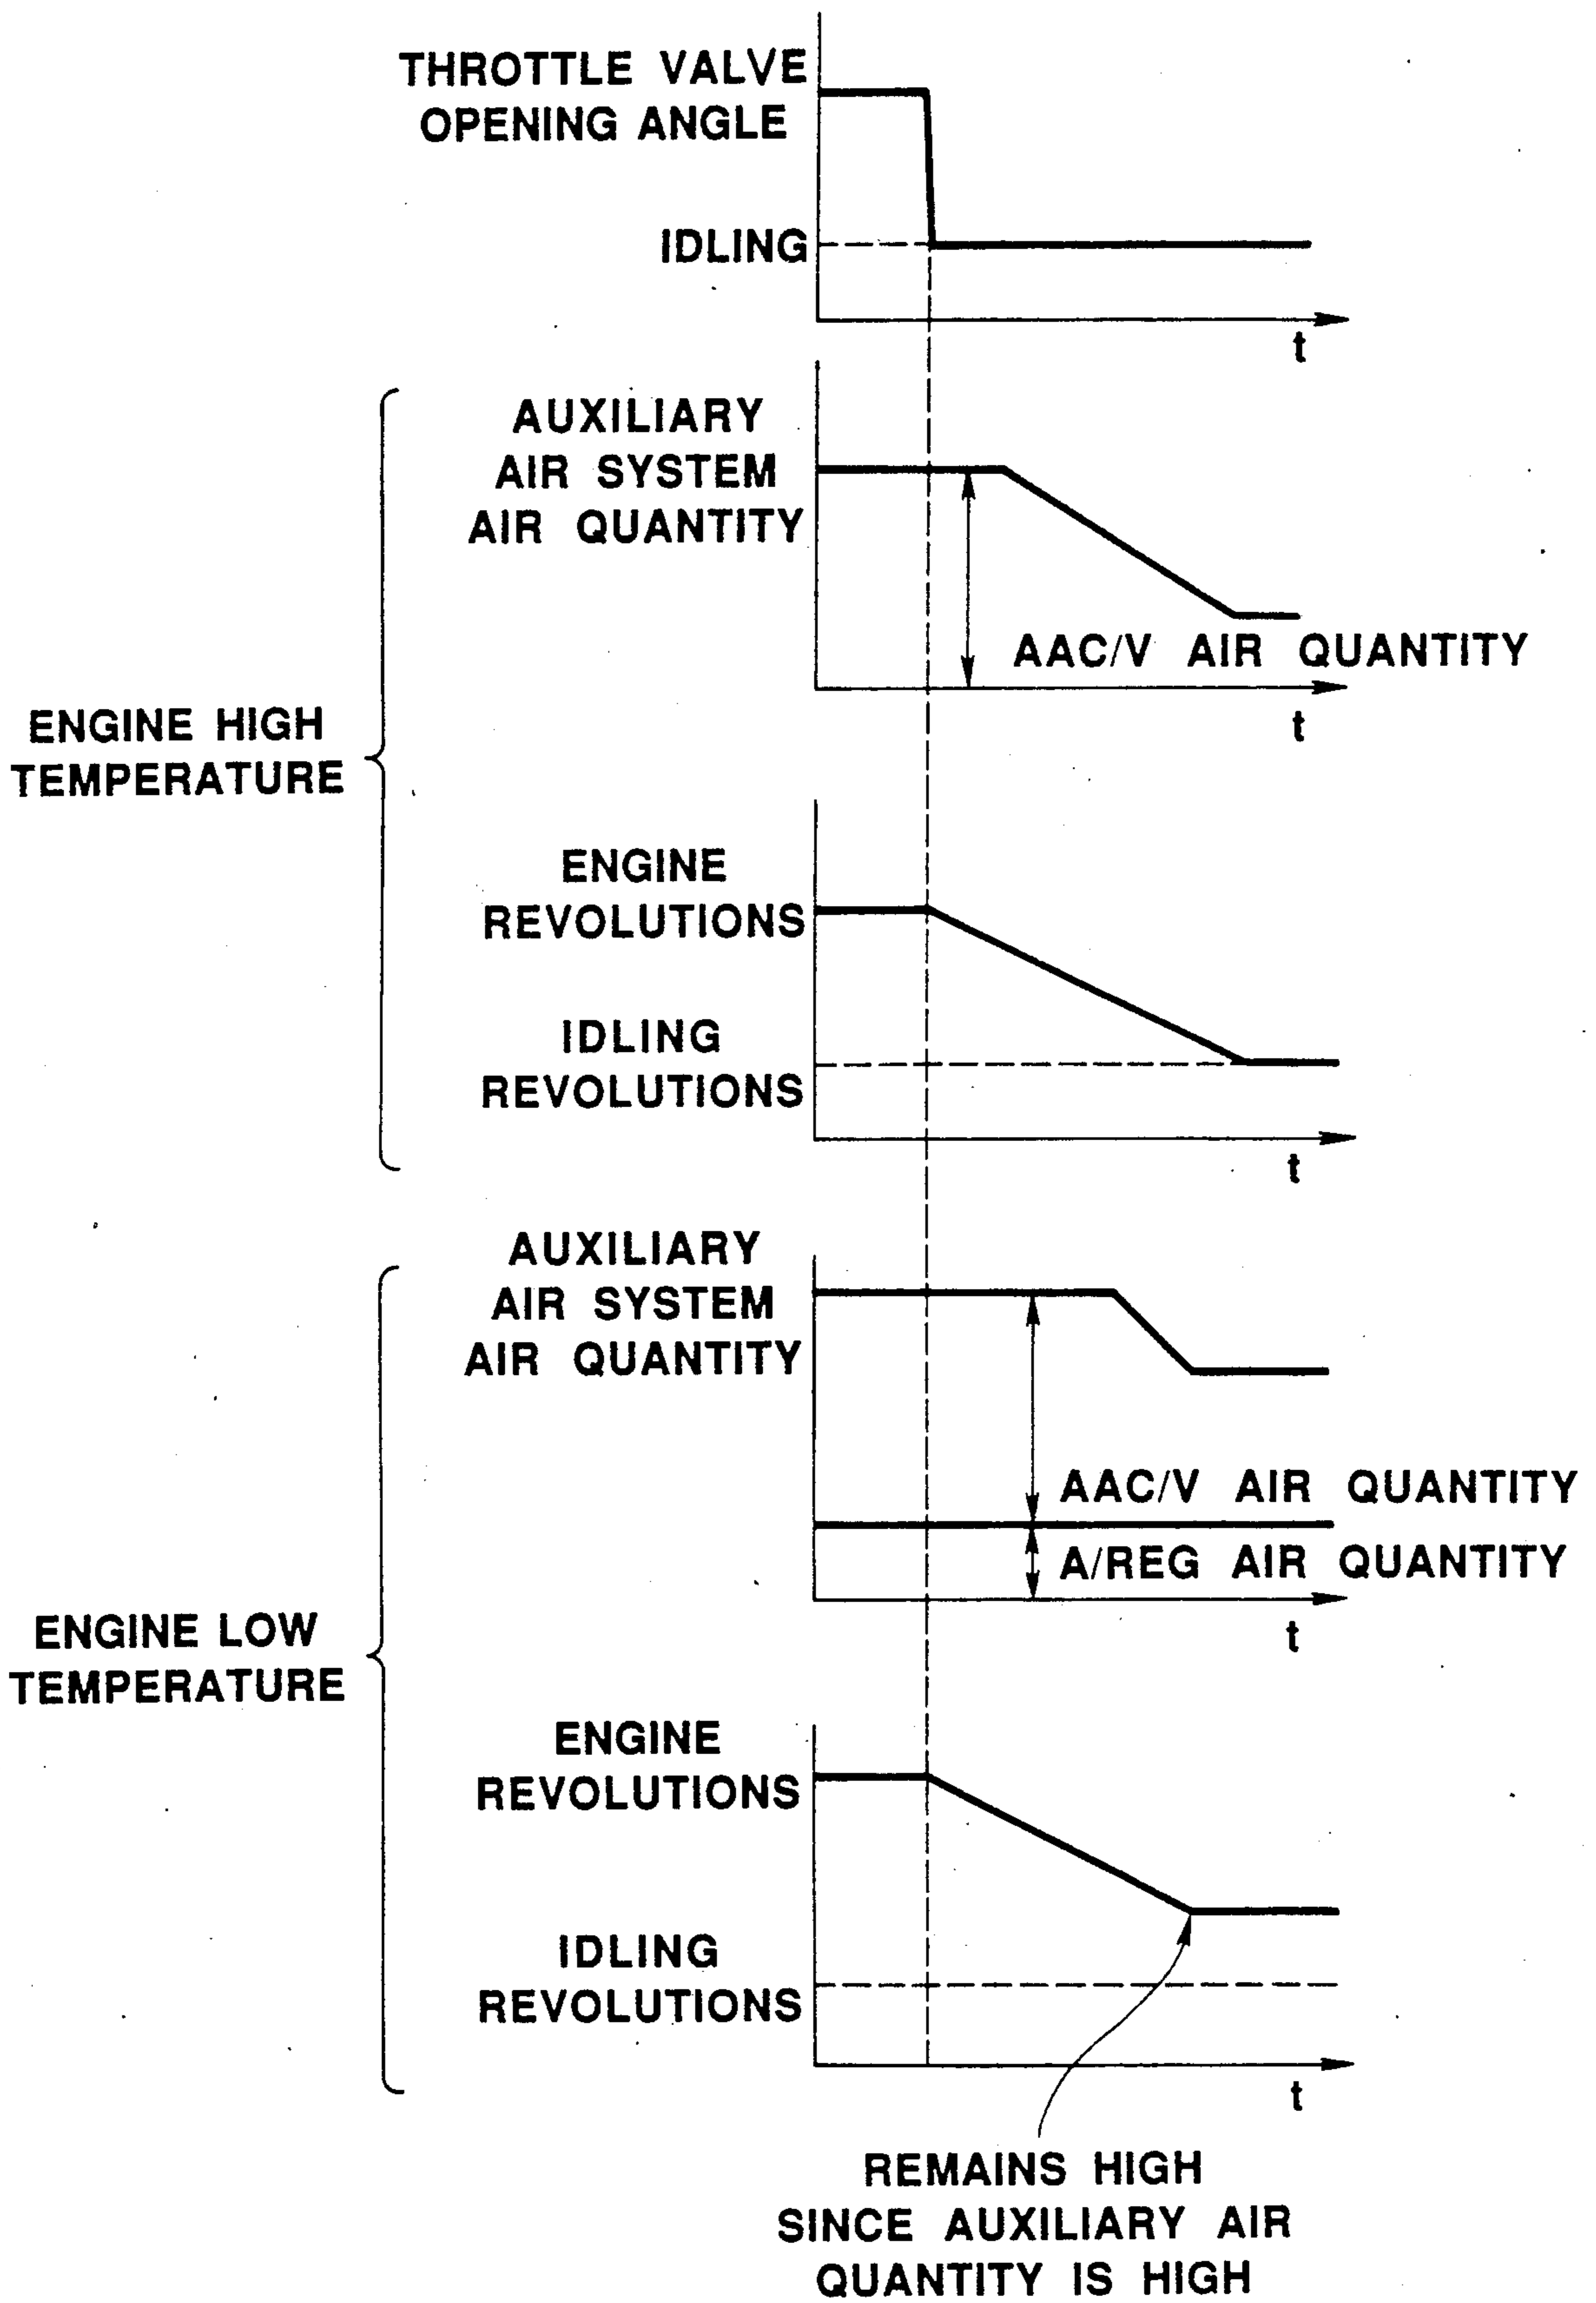 THROTTLE VALVE
OPENING ANGLE
IDLING
t
AUXILIARY
AIR SYSTEM
AIR QUANTITY
AAC/V AIR QUANTITY
t
ENGINE HIGH
TEMPERATURE
ENGINE
REVOLUTIONS
IDLING
REVOLUTIONS
t
AUXILIARY
AIR SYSTEM
AIR QUANTITY
AAC/V AIR QUANTITY
A/REG AIR QUANTITY
t
ENGINE LOW
TEMPERATURE
ENGINE
REVOLUTIONS
IDLING
REVOLUTIONS
t
REMAINS HIGH
SINCE AUXILIARY AIR
QUANTITY IS HIGH